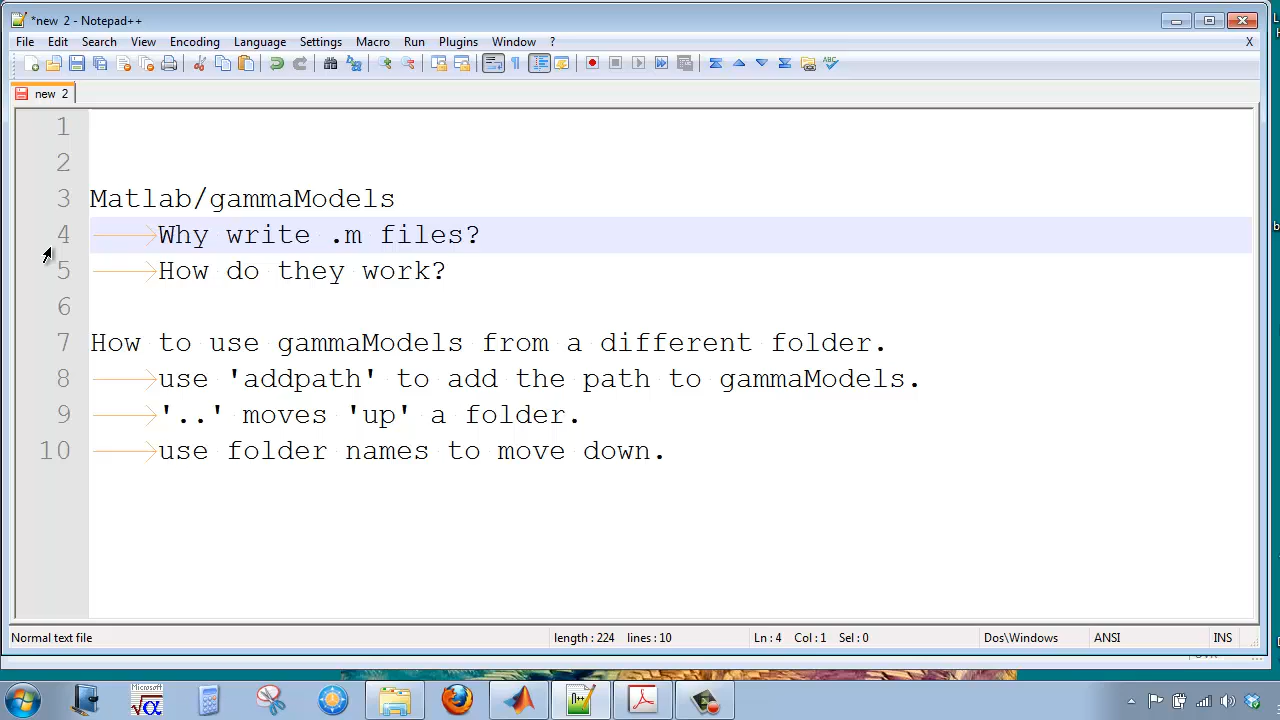 *new 2 - Notepad++
File Edit Search View Encoding Language Settings Macro Run Plugins Window ? X
new 2
1
2
3 Matlab/gammaModels
4 Why write .m files?
5 How do they work?
6
7 How to use gammaModels from a different folder.
8 use 'addpath' to add the path to gammaModels.
9 '..' moves 'up' a folder.
10 use folder names to move down.
Normal text file length : 224 lines : 10 Ln : 4 Col : 1 Sel : 0 Dos\Windows ANSI INS
Microsoft